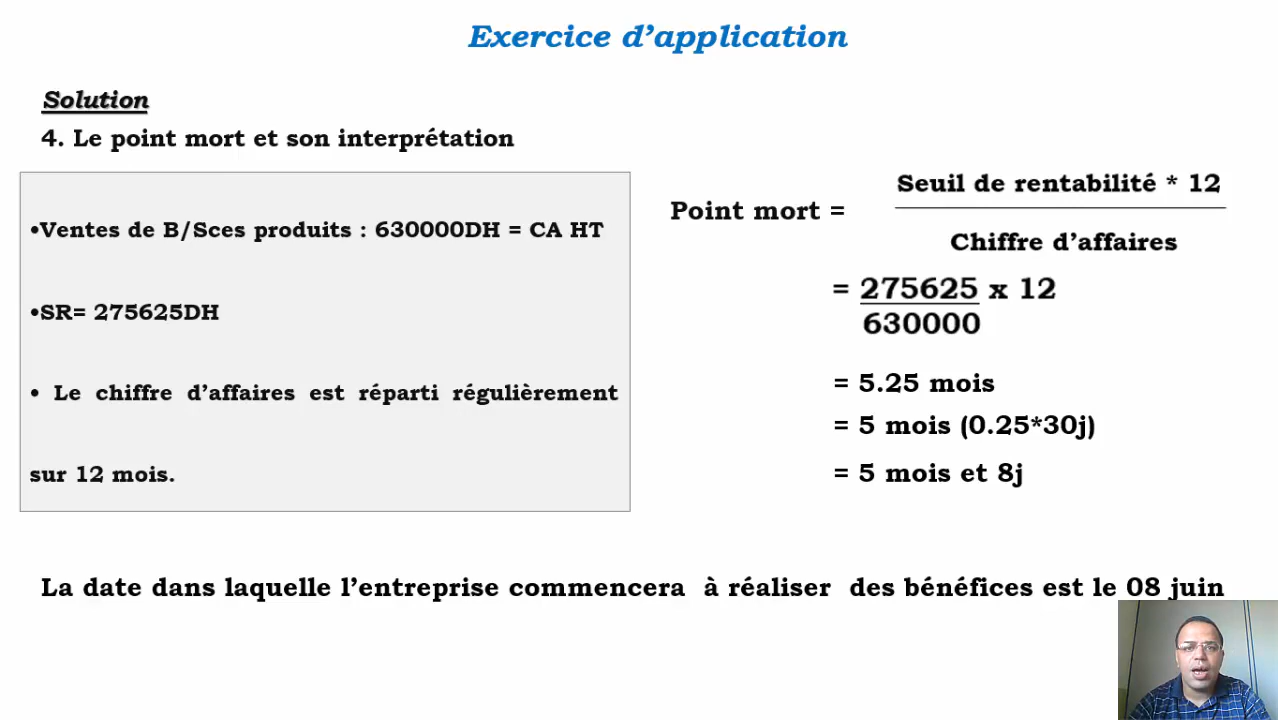 Exercice d’application
Solution
4. Le point mort et son interprétation
•Ventes de B/Sces produits : 630000DH = CA HT
•SR= 275625DH
• Le chiffre d’affaires est réparti régulièrement
sur 12 mois.
Seuil de rentabilité * 12
Point mort =
Chiffre d’affaires
= 275625 x 12
630000
= 5.25 mois
= 5 mois (0.25*30j)
= 5 mois et 8j
La date dans laquelle l’entreprise commencera à réaliser des bénéfices est le 08 juin